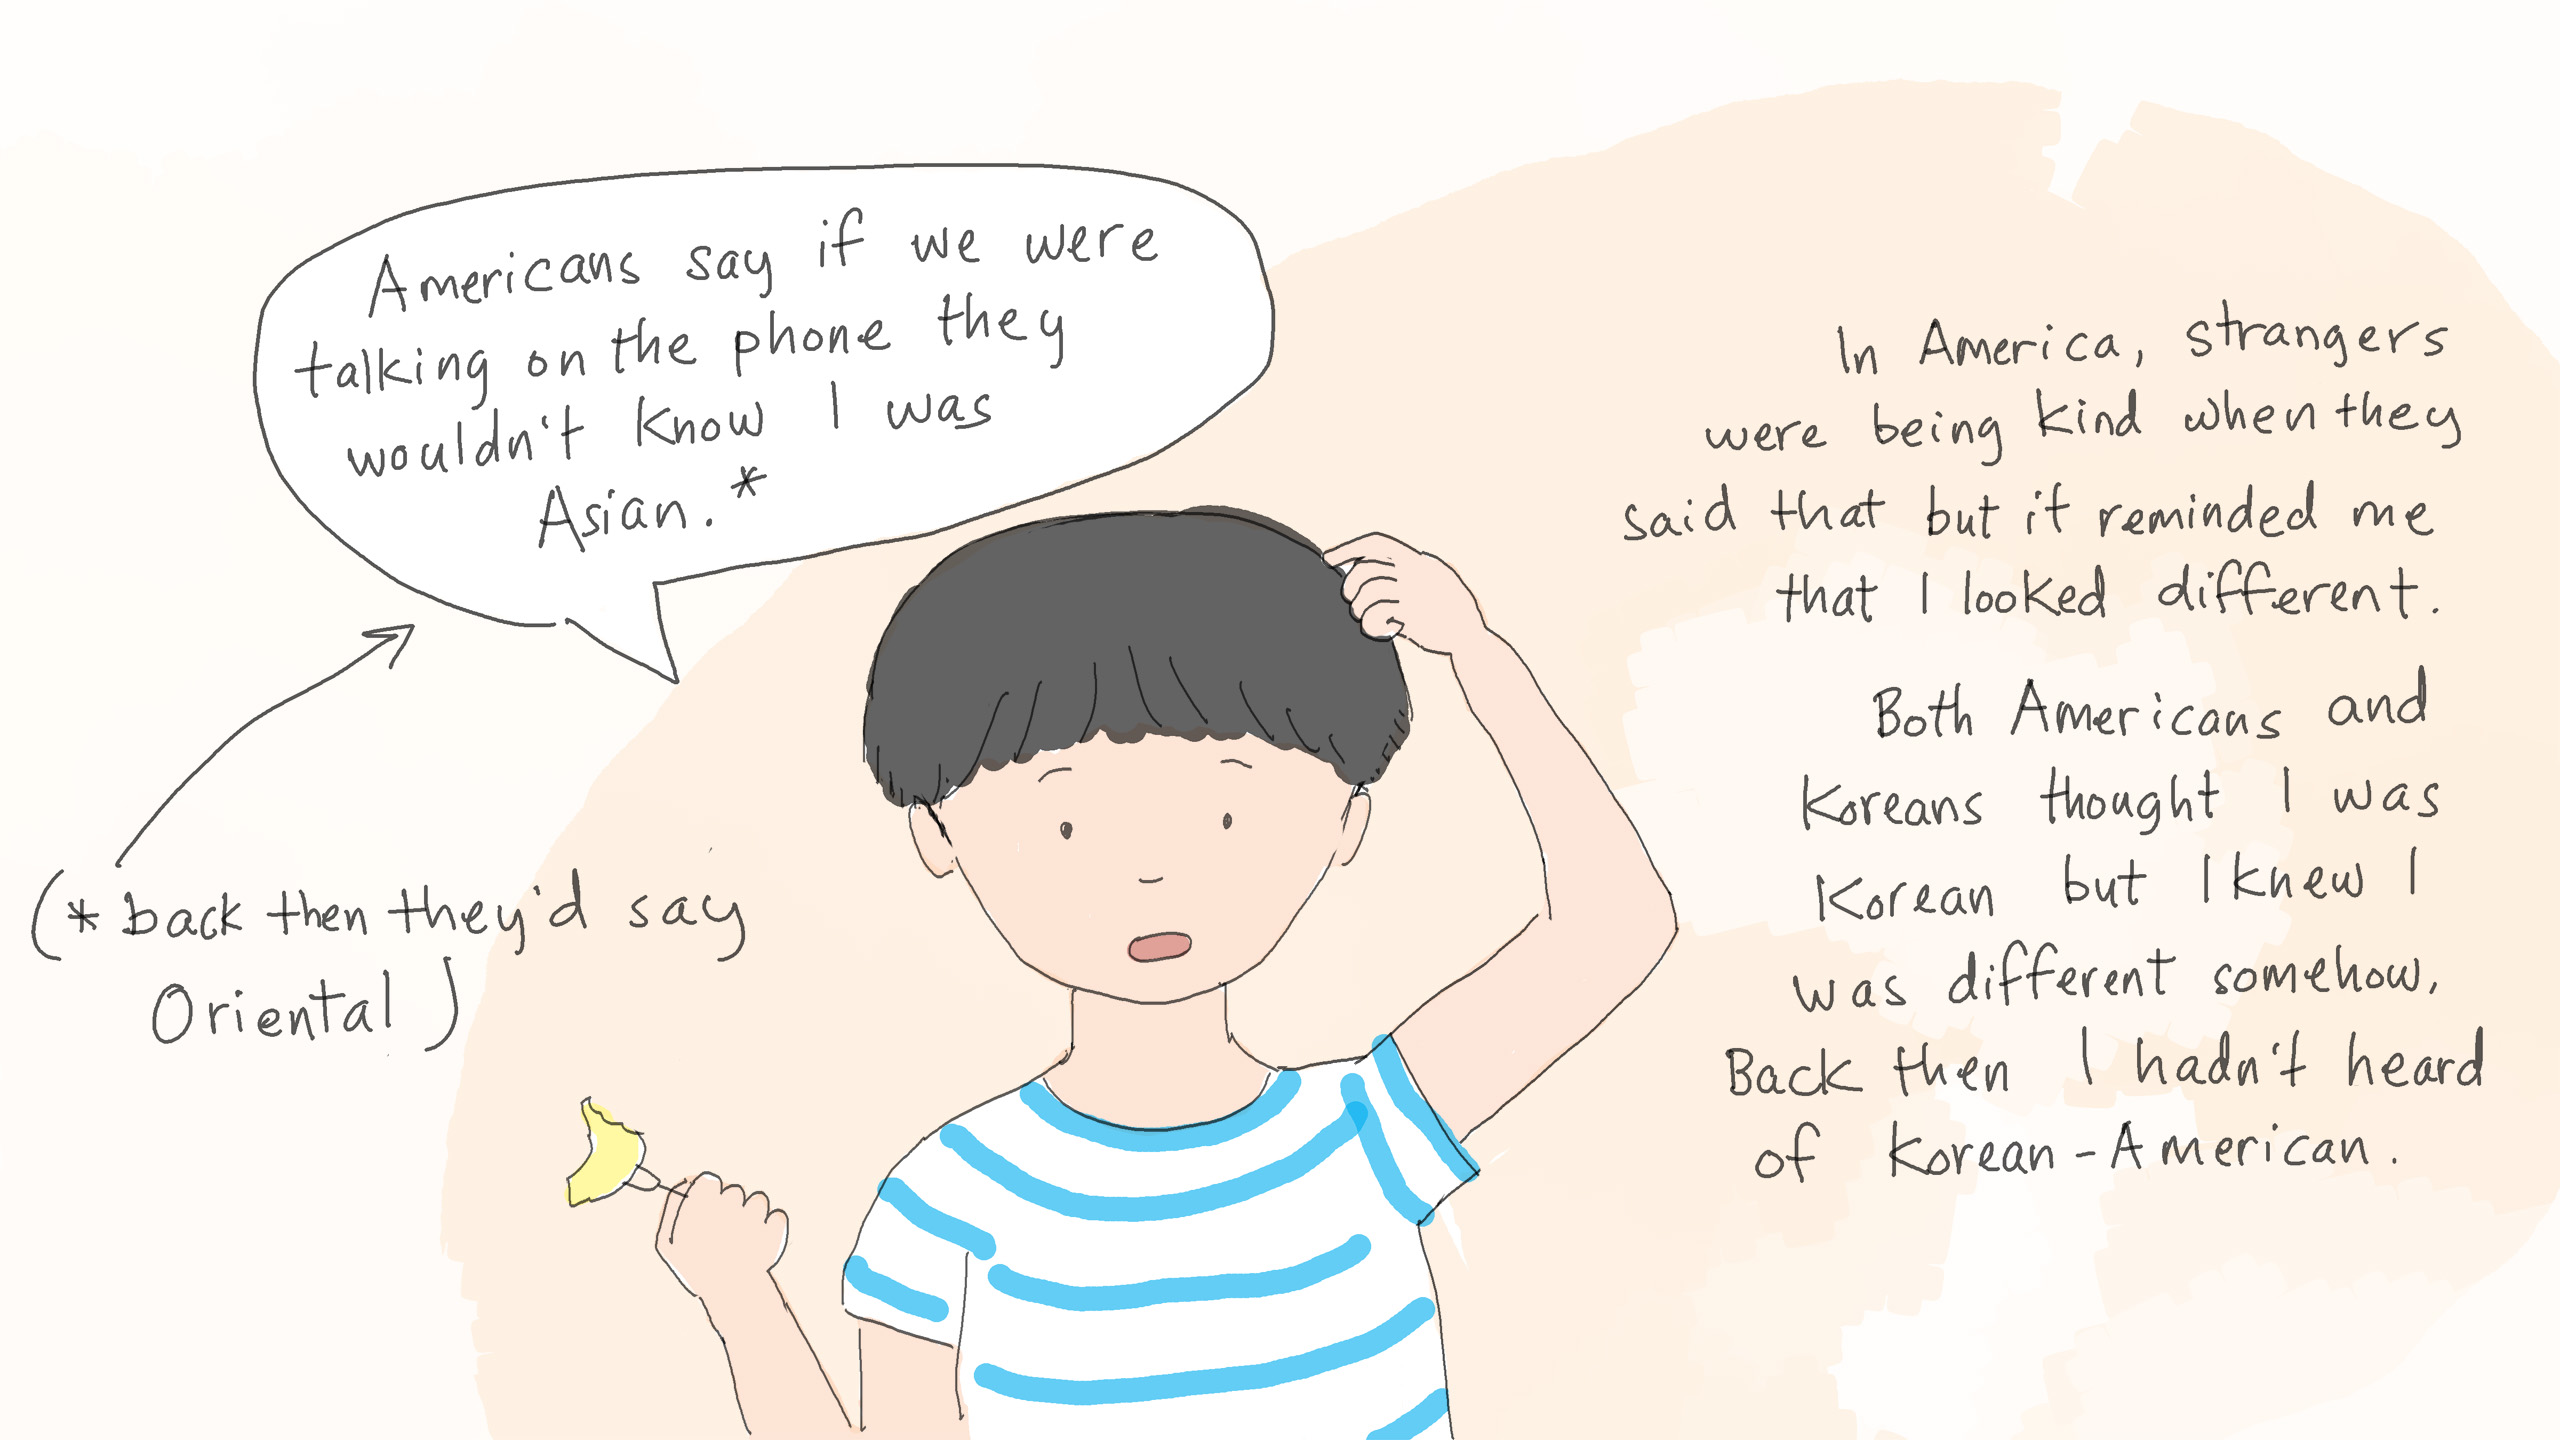 Americans say if we were
talking on the phone they
wouldn't know I was
Asian.*
(* back then they'd say
Oriental)
In America, strangers
were being kind when they
said that but it reminded me
that I looked different.
Both Americans and
Koreans thought I was
Korean but I knew I
was different somehow.
Back then I hadn't heard
of Korean-American.